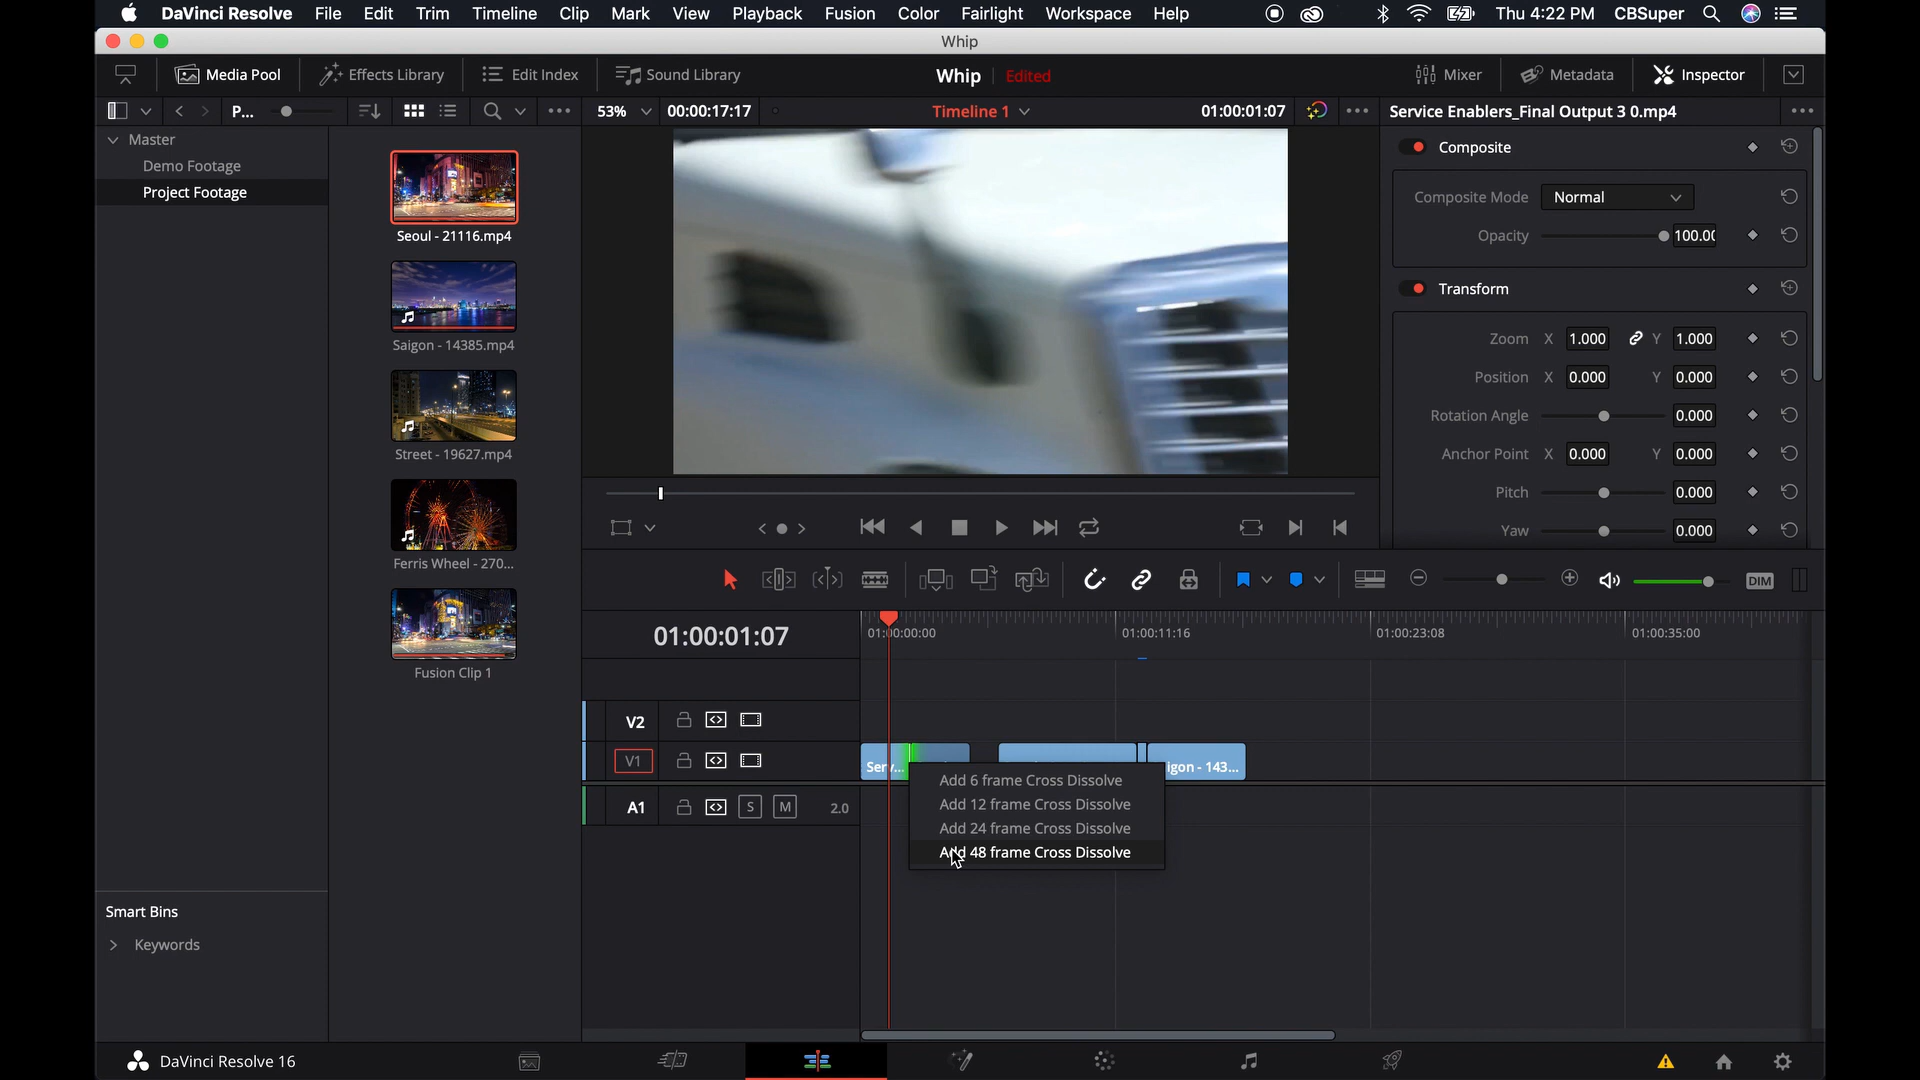 DaVinci Resolve File Edit Trim Timeline Clip Mark View Playback Fusion Color Fairlight Workspace Help Thu 4:22 PM CBSuper
Whip
Media Pool Effects Library Edit Index Sound Library Whip Edited Mixer Metadata Inspector
P... 53% 00:00:17:17 Timeline 1 01:00:01:07 Service Enablers_Final Output 3 0.mp4
Master
Demo Footage
Project Footage
Seoul - 21116.mp4
Saigon - 14385.mp4
Street - 19627.mp4
Ferris Wheel - 270...
Fusion Clip 1
Composite
Composite Mode Normal
Opacity 100.00
Transform
Zoom X 1.000 Y 1.000
Position X 0.000 Y 0.000
Rotation Angle 0.000
Anchor Point X 0.000 Y 0.000
Pitch 0.000
Yaw 0.000
DIM
01:00:01:07 01:00:00:00 01:00:11:16 01:00:23:08 01:00:35:00
V2
V1 Serv... igon - 143...
A1 S M 2.0
Add 6 frame Cross Dissolve
Add 12 frame Cross Dissolve
Add 24 frame Cross Dissolve
Add 48 frame Cross Dissolve
Smart Bins
Keywords
DaVinci Resolve 16